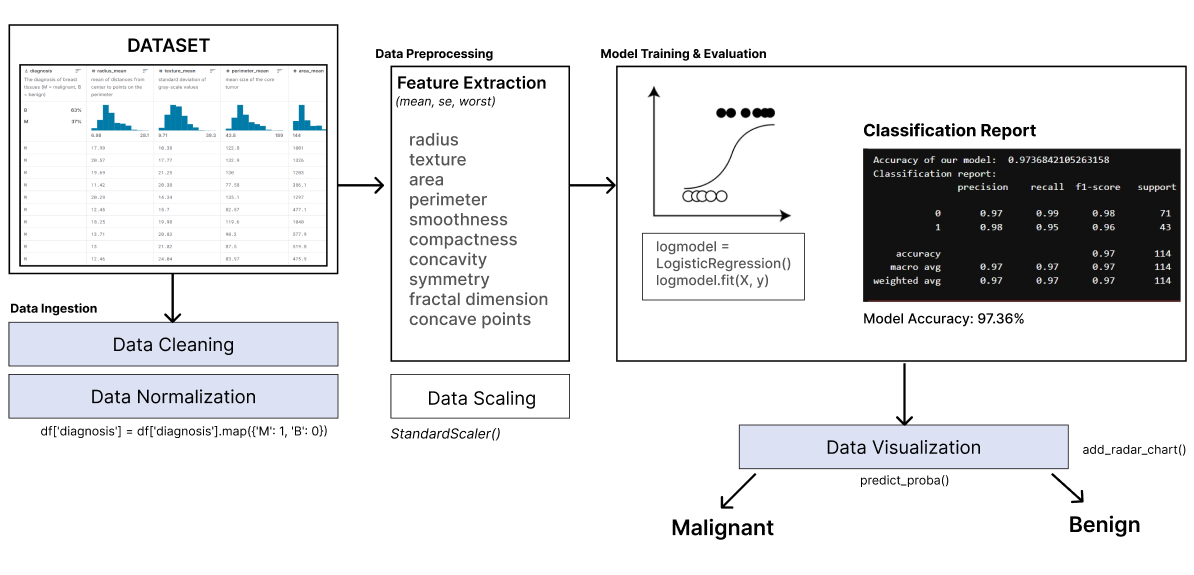 DATASET
diagnosis
The diagnosis of breast tissues (M = malignant, B = benign)
B 63%
M 37%
radius_mean
mean of distances from center to points on the perimeter
6.98 28.1
texture_mean
standard deviation of gray-scale values
9.71 39.3
perimeter_mean
mean size of the core tumor
43.8 189
area_mean
144
M 17.99 10.38 122.8 1001
M 20.57 17.77 132.9 1326
M 19.69 21.25 130 1203
M 11.42 20.38 77.58 386.1
M 20.29 14.34 135.1 1297
M 12.45 15.7 82.57 477.1
M 18.25 19.98 119.6 1040
M 13.71 20.83 90.2 577.9
M 13 21.82 87.5 519.8
M 12.46 24.04 83.97 475.9
Data Ingestion
Data Cleaning
Data Normalization
df['diagnosis'] = df['diagnosis'].map({'M': 1, 'B': 0})
Data Preprocessing
Feature Extraction
(mean, se, worst)
radius
texture
area
perimeter
smoothness
compactness
concavity
symmetry
fractal dimension
concave points
Data Scaling
StandardScaler()
Model Training & Evaluation
logmodel =
LogisticRegression()
logmodel.fit(X, y)
Classification Report
Accuracy of our model: 0.9736842105263158
Classification report:
precision recall f1-score support
0 0.97 0.99 0.98 71
1 0.98 0.95 0.96 43
accuracy 0.97 114
macro avg 0.97 0.97 0.97 114
weighted avg 0.97 0.97 0.97 114
Model Accuracy: 97.36%
Data Visualization
add_radar_chart()
predict_proba()
Malignant
Benign